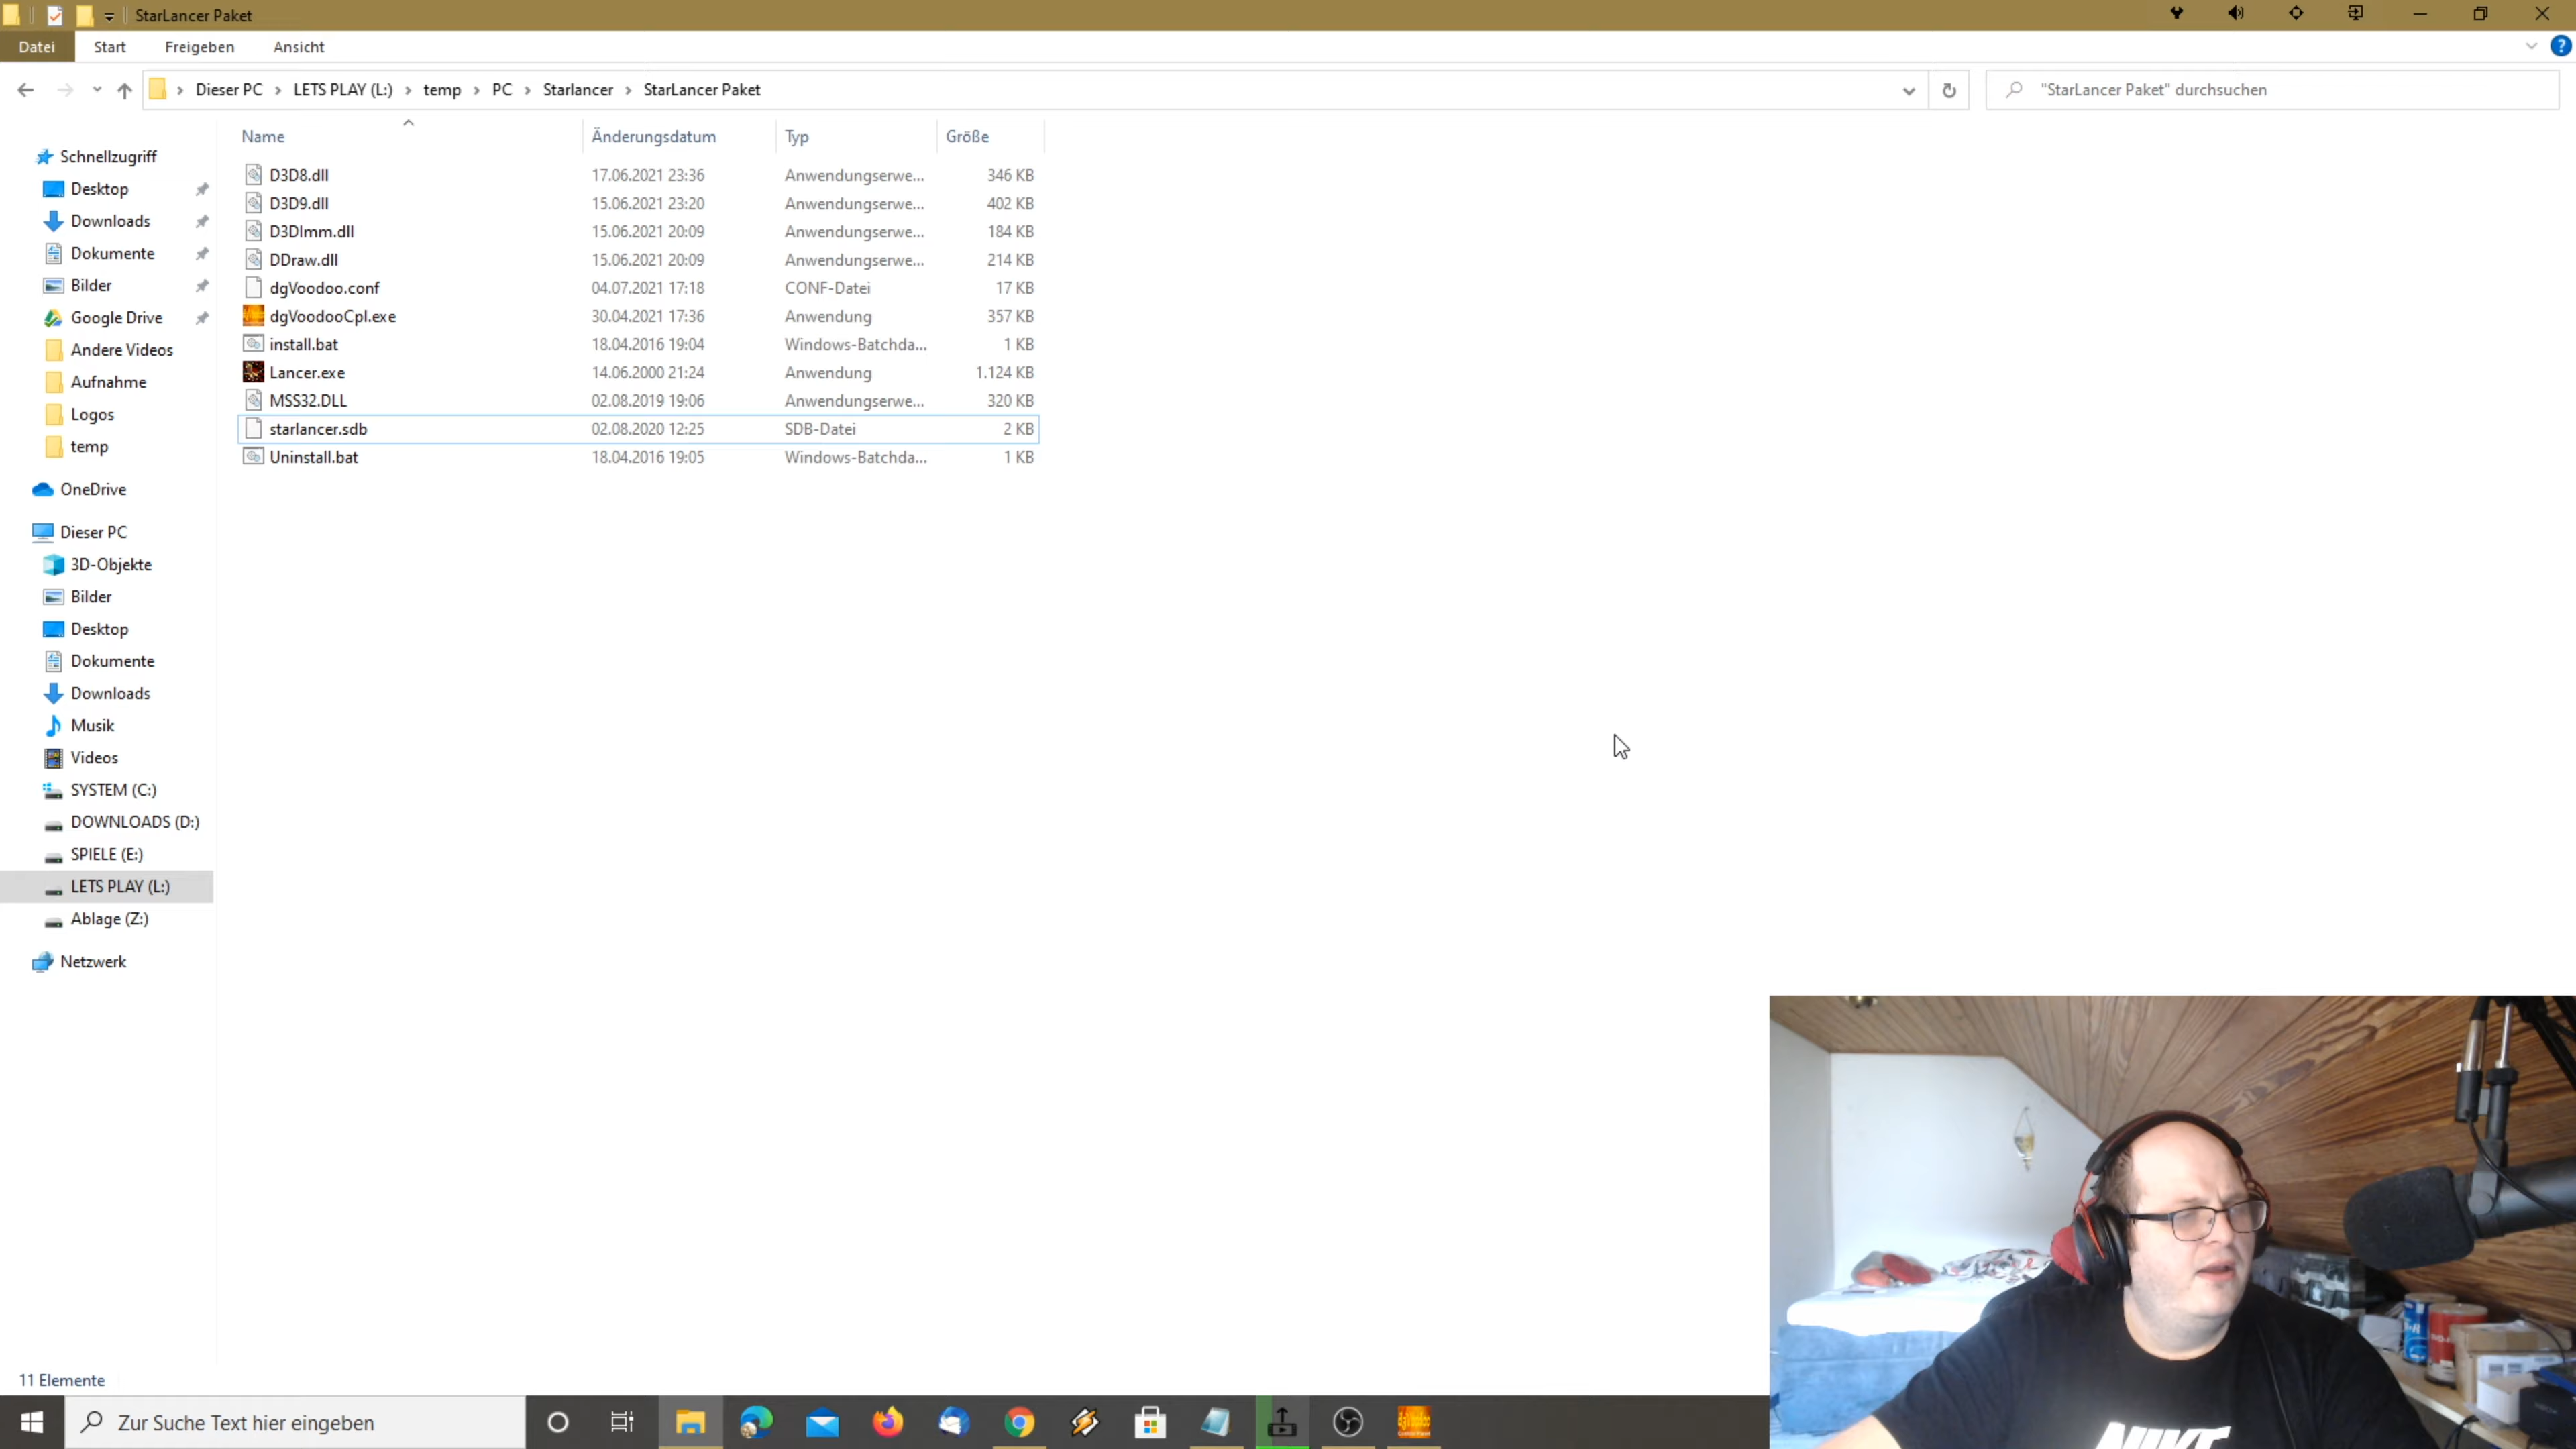 StarLancer Paket
Datei Start Freigeben Ansicht
Dieser PC LETS PLAY (L:) temp PC Starlancer StarLancer Paket
"StarLancer Paket" durchsuchen
Name Änderungsdatum Typ Größe
D3D8.dll 17.06.2021 23:36 Anwendungserwe... 346 KB
D3D9.dll 15.06.2021 23:20 Anwendungserwe... 402 KB
D3DImm.dll 15.06.2021 20:09 Anwendungserwe... 184 KB
DDraw.dll 15.06.2021 20:09 Anwendungserwe... 214 KB
dgVoodoo.conf 04.07.2021 17:18 CONF-Datei 17 KB
dgVoodooCpl.exe 30.04.2021 17:36 Anwendung 357 KB
install.bat 18.04.2016 19:04 Windows-Batchda... 1 KB
Lancer.exe 14.06.2000 21:24 Anwendung 1.124 KB
MSS32.DLL 02.08.2019 19:06 Anwendungserwe... 320 KB
starlancer.sdb 02.08.2020 12:25 SDB-Datei 2 KB
Uninstall.bat 18.04.2016 19:05 Windows-Batchda... 1 KB
Schnellzugriff
Desktop
Downloads
Dokumente
Bilder
Google Drive
Andere Videos
Aufnahme
Logos
temp
OneDrive
Dieser PC
3D-Objekte
Bilder
Desktop
Dokumente
Downloads
Musik
Videos
SYSTEM (C:)
DOWNLOADS (D:)
SPIELE (E:)
LETS PLAY (L:)
Ablage (Z:)
Netzwerk
11 Elemente
Zur Suche Text hier eingeben
dgVoodoo
NIKE